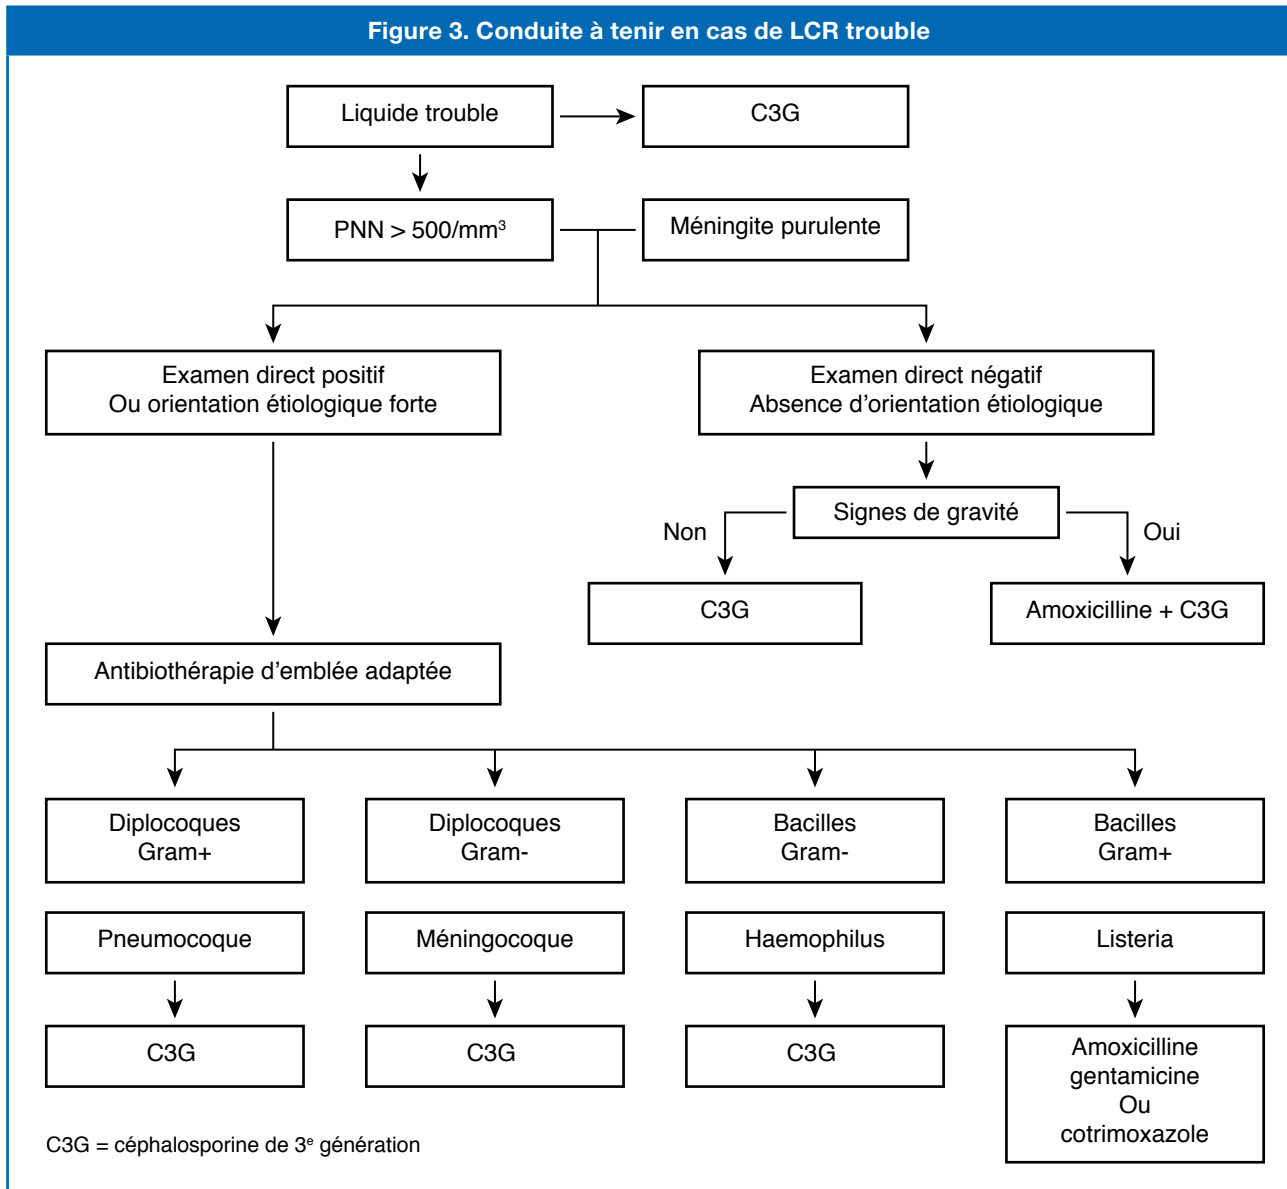 Figure 3. Conduite à tenir en cas de LCR trouble
Liquide trouble
C3G
PNN > 500/mm³
Méningite purulente
Examen direct positif
Ou orientation étiologique forte
Examen direct négatif
Absence d’orientation étiologique
Signes de gravité
Non
Oui
C3G
Amoxicilline + C3G
Antibiothérapie d’emblée adaptée
Diplocoques
Gram+
Diplocoques
Gram-
Bacilles
Gram-
Bacilles
Gram+
Pneumocoque
Méningocoque
Haemophilus
Listeria
C3G
C3G
C3G
Amoxicilline
gentamicine
Ou
cotrimoxazole
C3G = céphalosporine de 3ᵉ génération